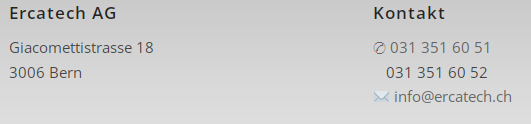 Ercatech AG
Giacomettistrasse 18
3006 Bern
Kontakt
✆ 031 351 60 51
031 351 60 52
info@ercatech.ch